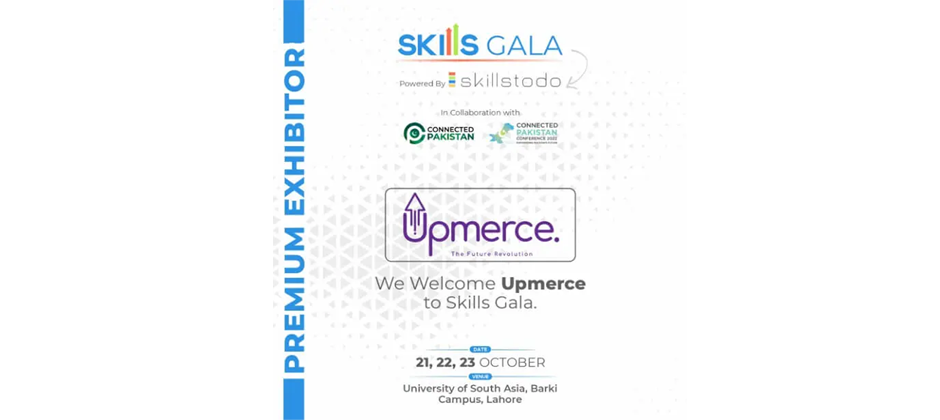 PREMIUM EXHIBITOR
SKILLS GALA
Powered By skillstodo
In Collaboration with
CONNECTED
PAKISTAN
CONNECTED
PAKISTAN
CONFERENCE 2022
Upmerce.
The Future Revolution
We Welcome Upmerce
to Skills Gala.
DATE
21, 22, 23 OCTOBER
VENUE
University of South Asia, Barki
Campus, Lahore